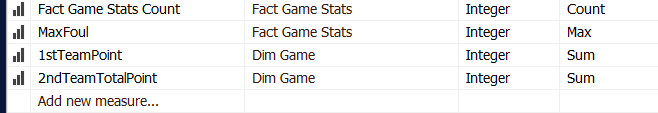 Fact Game Stats Count Fact Game Stats Integer Count
MaxFoul Fact Game Stats Integer Max
1stTeamPoint Dim Game Integer Sum
2ndTeamTotalPoint Dim Game Integer Sum
Add new measure...